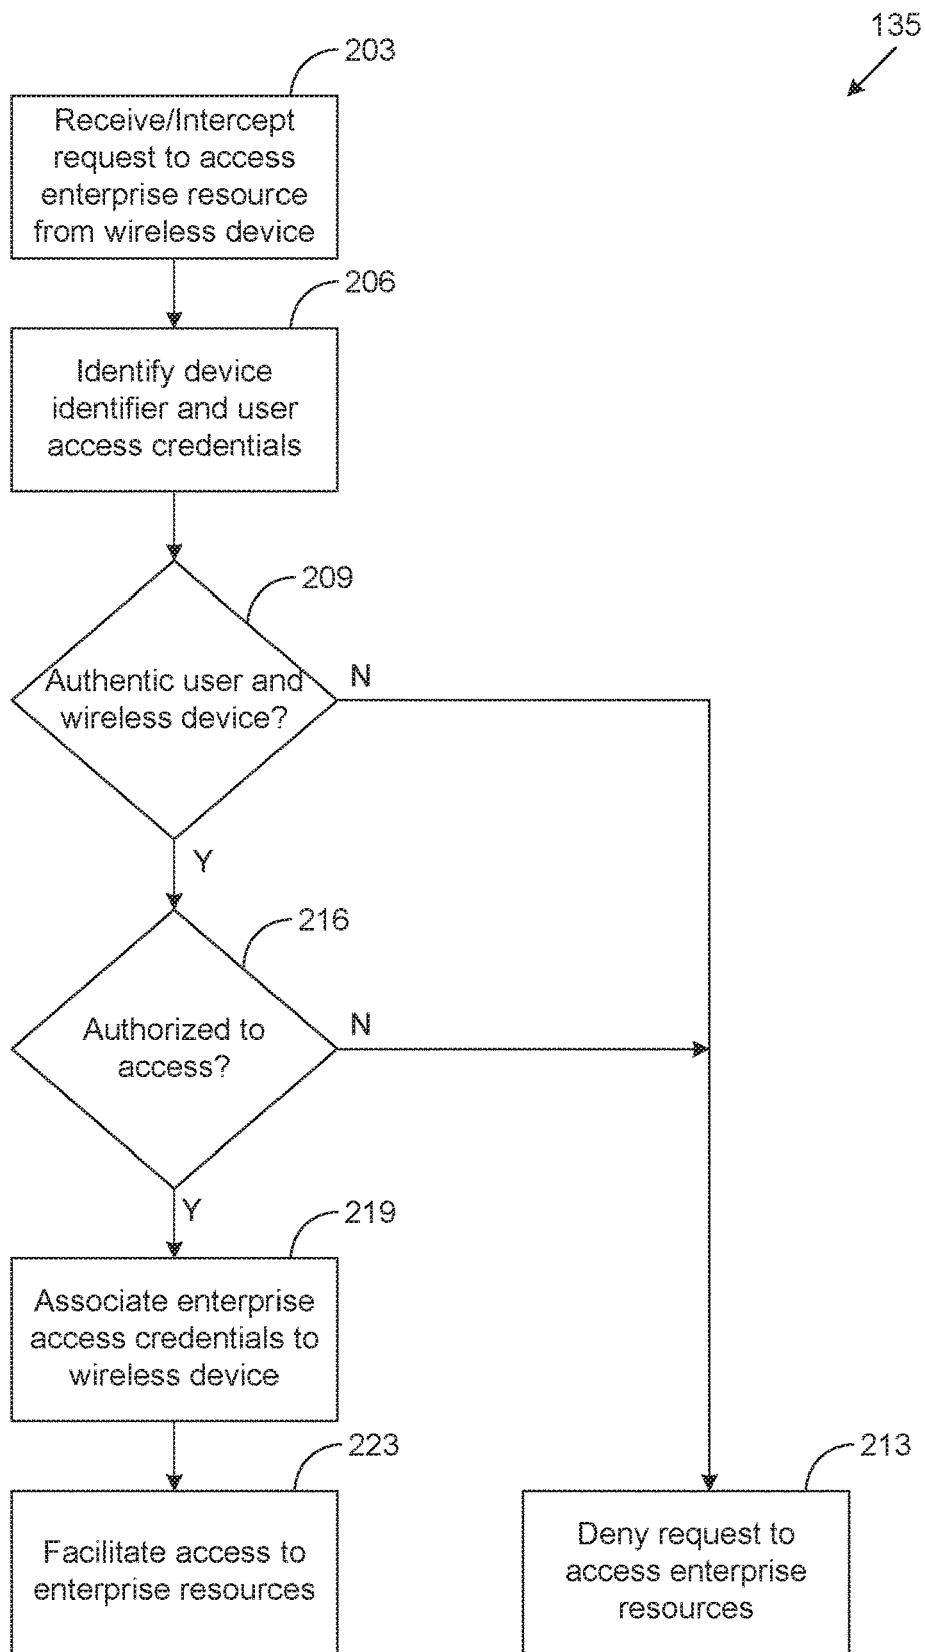 135
203
Receive/Intercept
request to access
enterprise resource
from wireless device
206
Identify device
identifier and user
access credentials
209
Authentic user and
wireless device?
N
Y
216
Authorized to
access?
N
Y
219
Associate enterprise
access credentials to
wireless device
223
Facilitate access to
enterprise resources
213
Deny request to
access enterprise
resources